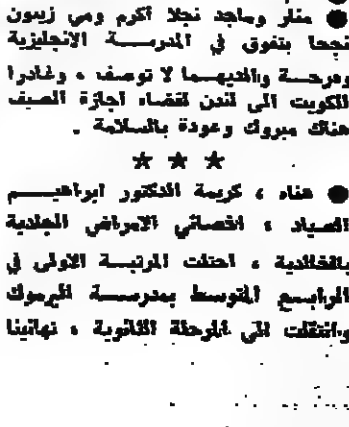 ● منار وماجد نجلا أكرم ومي زيتون
نجحا بتفوق في المدرسة الانجليزية
وفرحة والديهما لا توصف ، وغادرا
الكويت الى لندن لقضاء اجازة الصيف
هناك مبروك وعودة بالسلامة .
★ ★ ★
● هناء ، كريمة الدكتور ابراهيم
الصياد ، اخصائي الامراض الجلدية
بالخالدية ، احتلت المرتبة الاولى في
الرابع المتوسط بمدرسة اليرموك
وانتقلت الى المرحلة الثانوية ، تهانينا